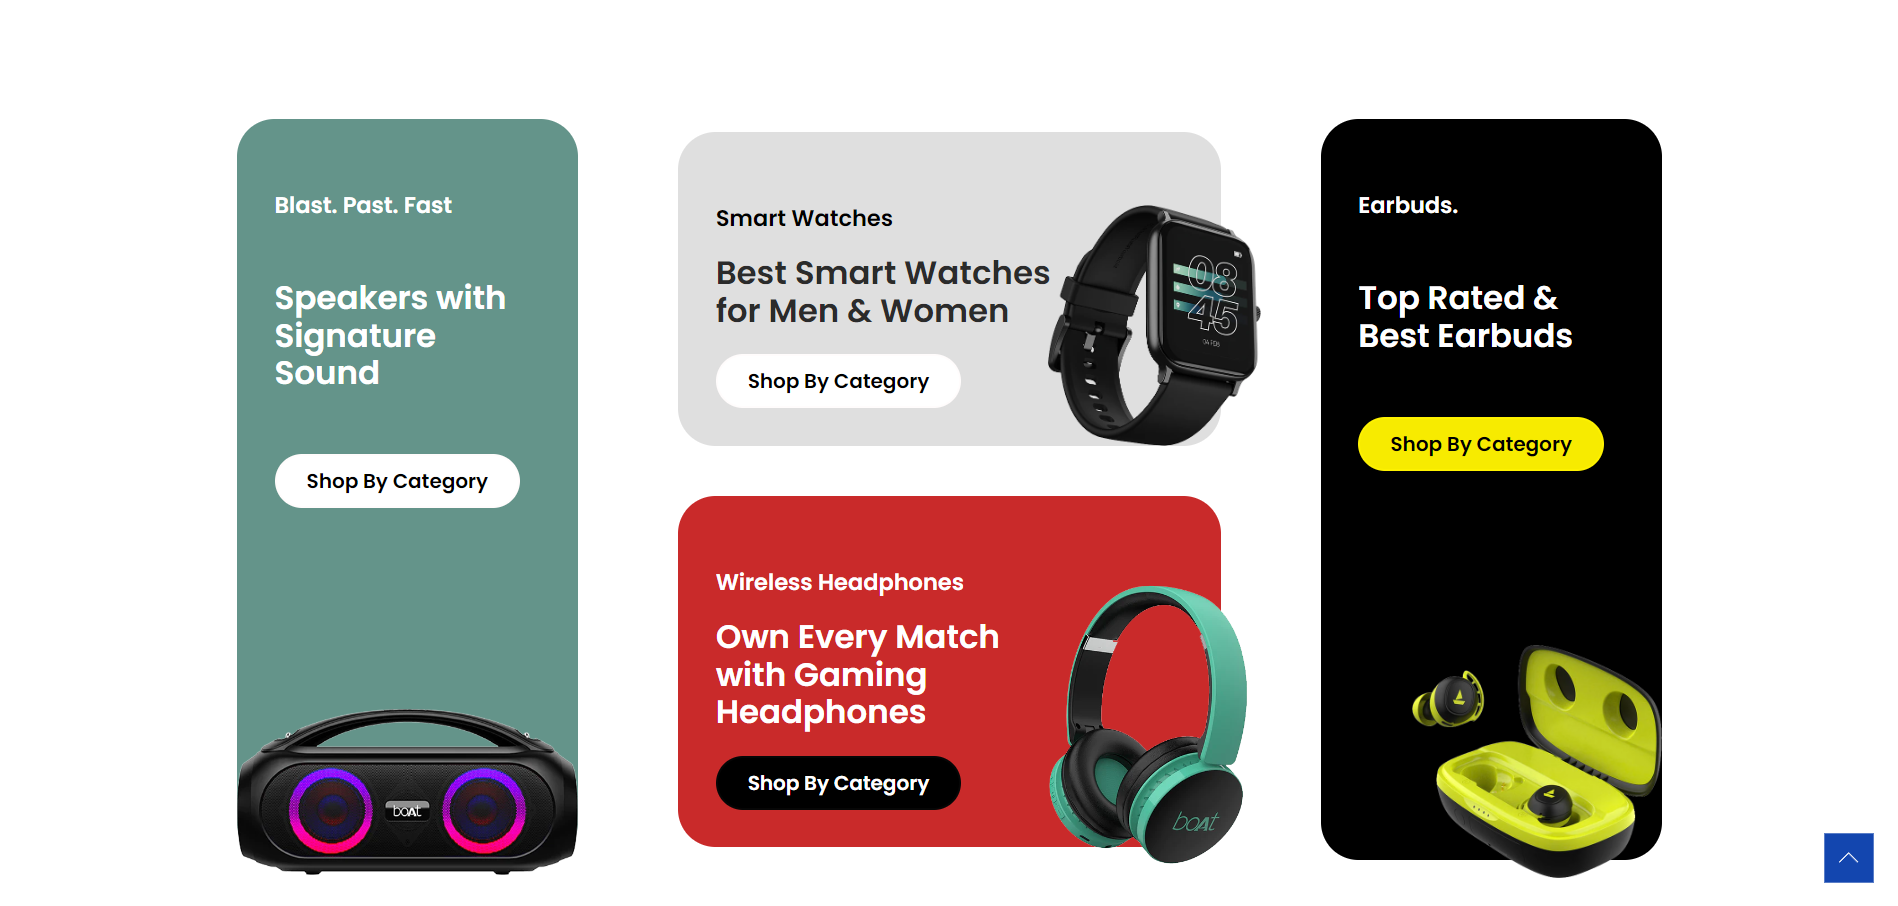 Blast. Past. Fast
Speakers with
Signature
Sound
Shop By Category
boAt
Smart Watches
Best Smart Watches
for Men & Women
Shop By Category
08
45
Wireless Headphones
Own Every Match
with Gaming
Headphones
Shop By Category
boAt
Earbuds.
Top Rated &
Best Earbuds
Shop By Category